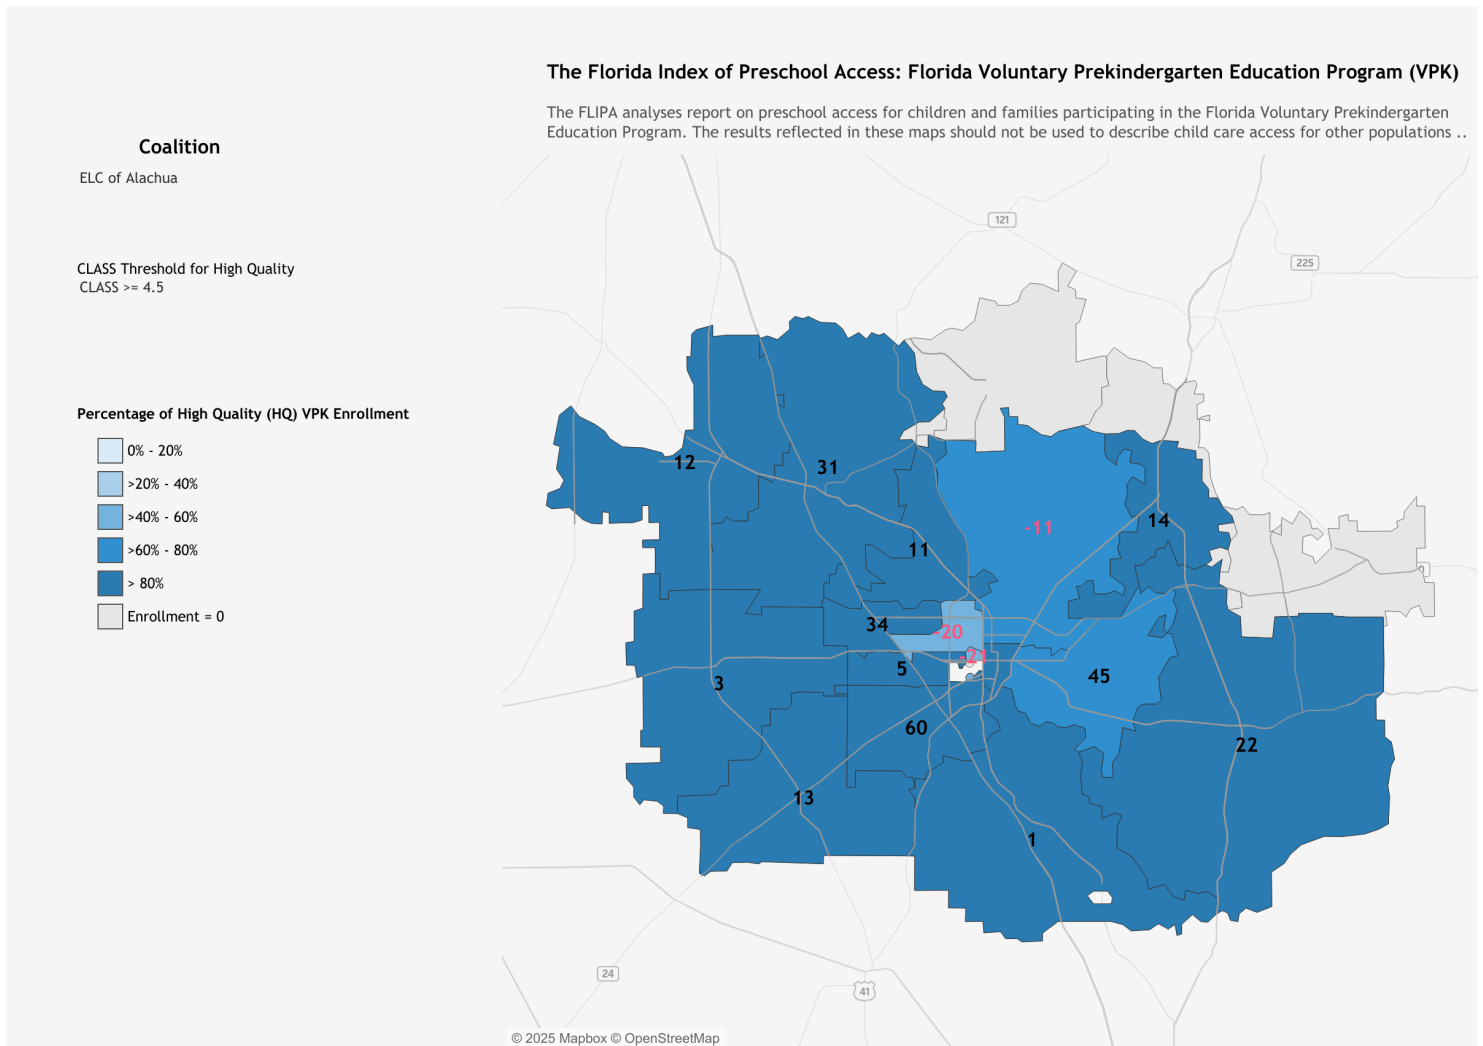 The Florida Index of Preschool Access: Florida Voluntary Prekindergarten Education Program (VPK)
The FLIPA analyses report on preschool access for children and families participating in the Florida Voluntary Prekindergarten
Education Program. The results reflected in these maps should not be used to describe child care access for other populations ..
Coalition
ELC of Alachua
CLASS Threshold for High Quality
CLASS >= 4.5
Percentage of High Quality (HQ) VPK Enrollment
0% - 20%
>20% - 40%
>40% - 60%
>60% - 80%
> 80%
Enrollment = 0
121
225
12
31
-11
14
11
34
-20
-21
5
3
45
60
22
13
1
24
41
© 2025 Mapbox © OpenStreetMap